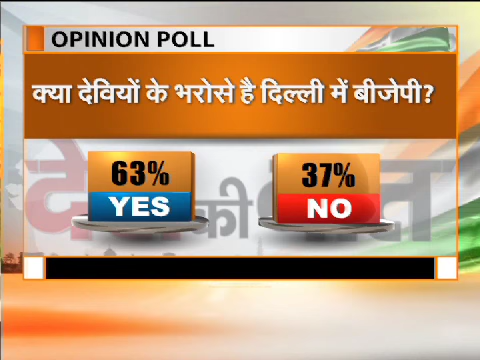 OPINION POLL
क्या देवियों के भरोसे है दिल्ली में बीजेपी?
63%
37%
YES
NO
की